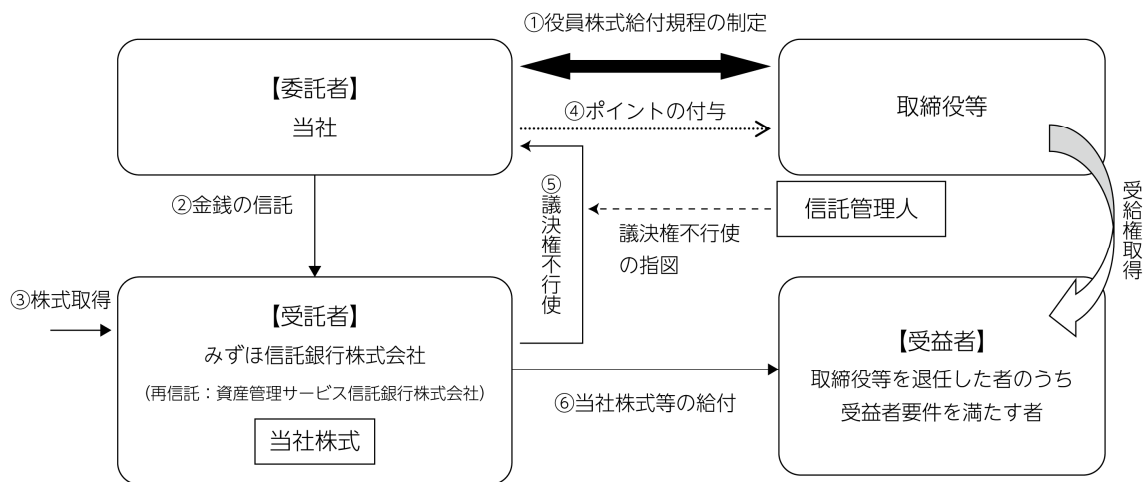 ①役員株式給付規程の制定
【委託者】
当社
④ポイントの付与
取締役等
②金銭の信託
⑤議決権不行使
信託管理人
議決権不行使
の指図
受給権取得
③株式取得
【受託者】
みずほ信託銀行株式会社
(再信託：資産管理サービス信託銀行株式会社)
当社株式
⑥当社株式等の給付
【受益者】
取締役等を退任した者のうち
受益者要件を満たす者